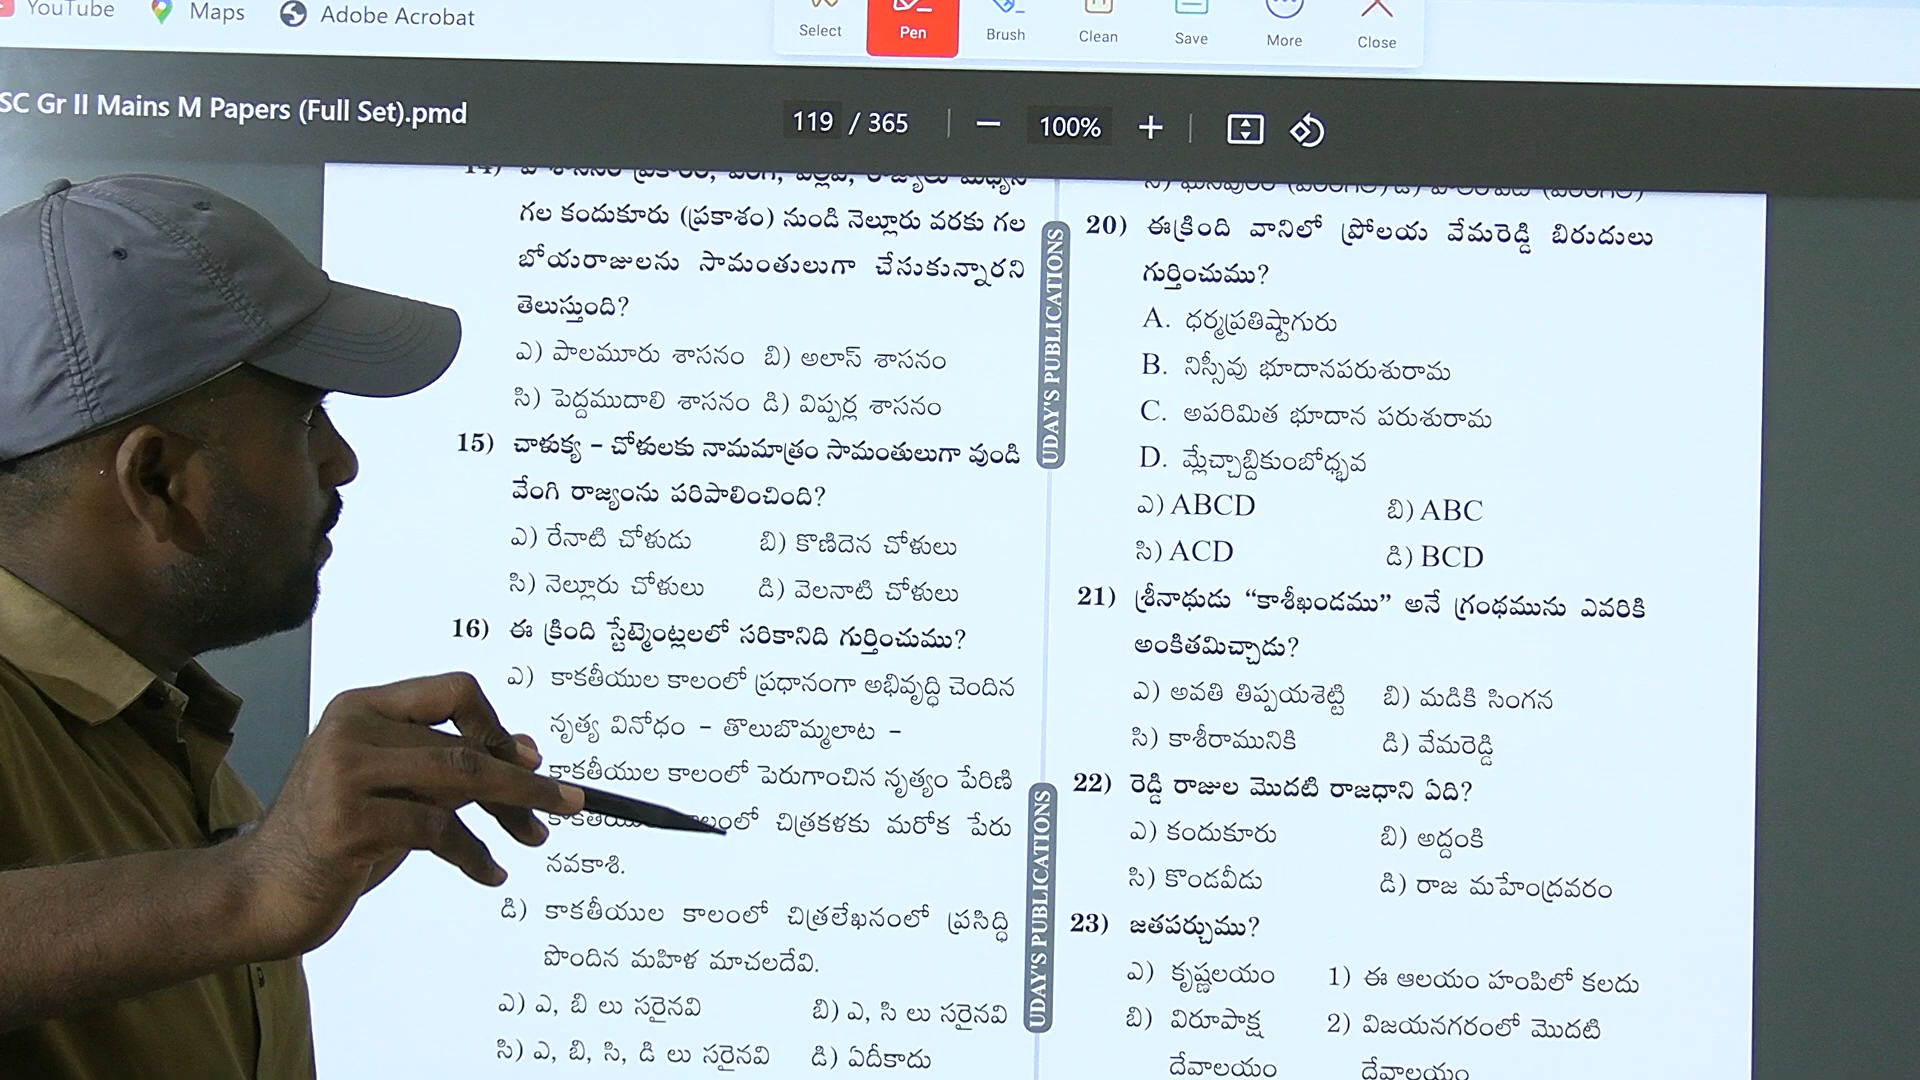 YouTube
Maps
Adobe Acrobat
Select
Pen
Brush
Clean
Save
More
Close
SC Gr II Mains M Papers (Full Set).pmd
119 / 365
100%
గల కందుకూరు (ప్రకాశం) నుండి నెల్లూరు వరకు గల
బోయరాజులను సామంతులుగా చేసుకున్నారని
తెలుస్తుంది?
ఎ) పాలమూరు శాసనం బి) అలాస్ శాసనం
సి) పెద్దముదాలి శాసనం డి) విప్పర్ల శాసనం
15) చాళుక్య – చోళులకు నామమాత్రం సామంతులుగా వుండి
వేంగి రాజ్యంను పరిపాలించింది?
ఎ) రేనాటి చోళుడు బి) కొణిదెన చోళులు
సి) నెల్లూరు చోళులు డి) వెలనాటి చోళులు
16) ఈ క్రింది స్టేట్మెంట్లలలో సరికానిది గుర్తించుము?
ఎ) కాకతీయుల కాలంలో ప్రధానంగా అభివృద్ధి చెందిన
నృత్య వినోధం – తొలుబొమ్మలాట –
కాకతీయుల కాలంలో పెరుగాంచిన నృత్యం పేరిణి
చిత్రకళకు మరోక పేరు
నవకాశి.
డి) కాకతీయుల కాలంలో చిత్రలేఖనంలో ప్రసిద్ధి
పొందిన మహిళ మాచలదేవి.
ఎ) ఎ, బి లు సరైనవి బి) ఎ, సి లు సరైనవి
సి) ఎ, బి, సి, డి లు సరైనవి డి) ఏదీకాదు
UDAY'S PUBLICATIONS
UDAY'S PUBLICATIONS
20) ఈక్రింది వానిలో ప్రోలయ వేమరెడ్డి బిరుదులు
గుర్తించుము?
A. ధర్మప్రతిష్టాగురు
B. నిస్సీవు భూదానపరుశురామ
C. అపరిమిత భూదాన పరుశురామ
D. మ్లేచ్చాబ్ధికుంబోధ్భవ
ఎ) ABCD బి) ABC
సి) ACD డి) BCD
21) శ్రీనాథుడు “కాశీఖండము” అనే గ్రంథమును ఎవరికి
అంకితమిచ్చాడు?
ఎ) అవతి తిప్పయశెట్టి బి) మడికి సింగన
సి) కాశీరామునికి డి) వేమరెడ్డి
22) రెడ్డి రాజుల మొదటి రాజధాని ఏది?
ఎ) కందుకూరు బి) అద్దంకి
సి) కొండవీడు డి) రాజ మహేంద్రవరం
23) జతపర్చుము?
ఎ) కృష్ణలయం 1) ఈ ఆలయం హంపిలో కలదు
బి) విరూపాక్ష 2) విజయనగరంలో మొదటి
దేవాలయం దేవాలయం